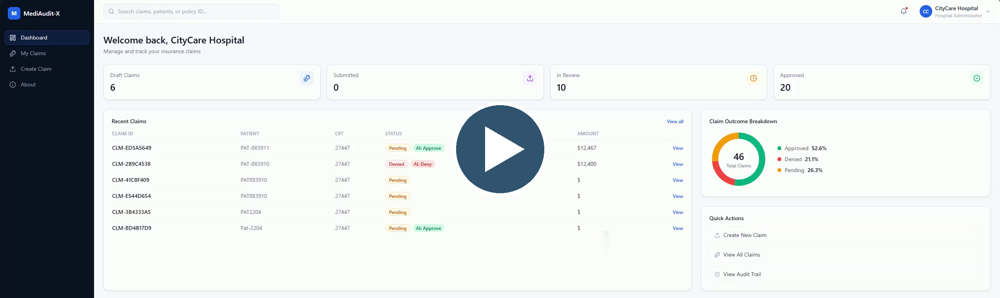 M MediAudit-X
Search claims, patients, or policy ID...
CC
CityCare Hospital
Hospital Administrator
Dashboard
My Claims
Create Claim
About
Welcome back, CityCare Hospital
Manage and track your insurance claims
Draft Claims
6
Submitted
0
In Review
10
Approved
20
Recent Claims View all
CLAIM ID PATIENT CPT STATUS AMOUNT
CLM-ED5A5649 PAT-883911 27447 Pending AI: Approve $12,467 View
CLM-2B9C4538 PAT-883910 27447 Denied AI: Deny $12,400 View
CLM-41C8F409 PAT883910 27447 Pending $ View
CLM-E544D654 PAT883910 27447 Pending $ View
CLM-3B4333A5 PAT2204 27447 Pending $ View
CLM-BD4B17D9 Pat-2204 27447 Pending AI: Approve $ View
Claim Outcome Breakdown
46
Total Claims
Approved 52.6%
Denied 21.1%
Pending 26.3%
Quick Actions
Create New Claim
View All Claims
View Audit Trail